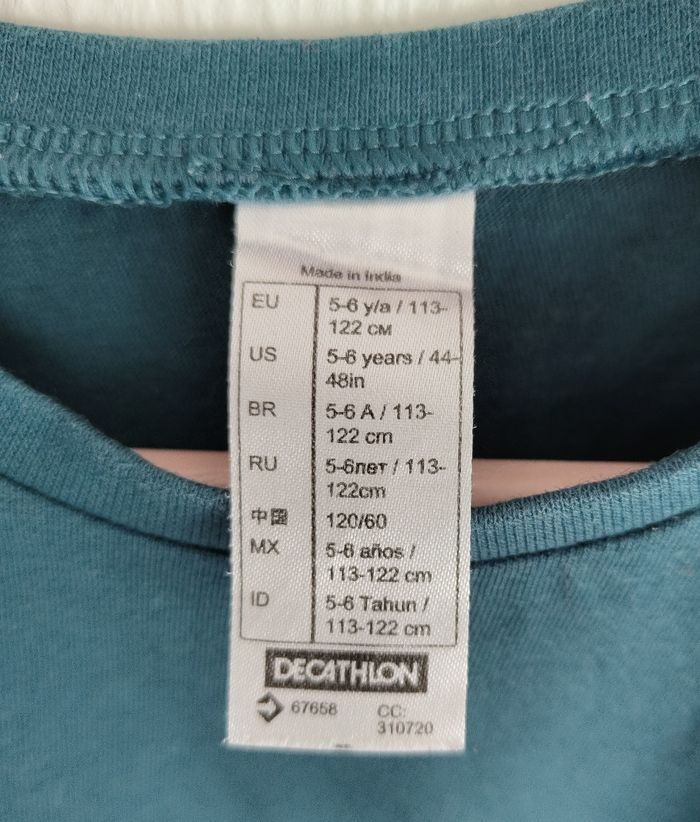 Made in India
EU 5-6 y/a / 113-
122 см
US 5-6 years / 44-
48in
BR 5-6 A / 113-
122 cm
RU 5-6лет / 113-
122cm
中國 120/60
MX 5-6 años /
113-122 cm
ID 5-6 Tahun /
113-122 cm
DECATHLON
67658 CC:
310720